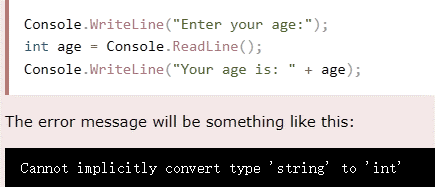 Console.WriteLine("Enter your age:");
int age = Console.ReadLine();
Console.WriteLine("Your age is: " + age);
The error message will be something like this:
Cannot implicitly convert type 'string' to 'int'